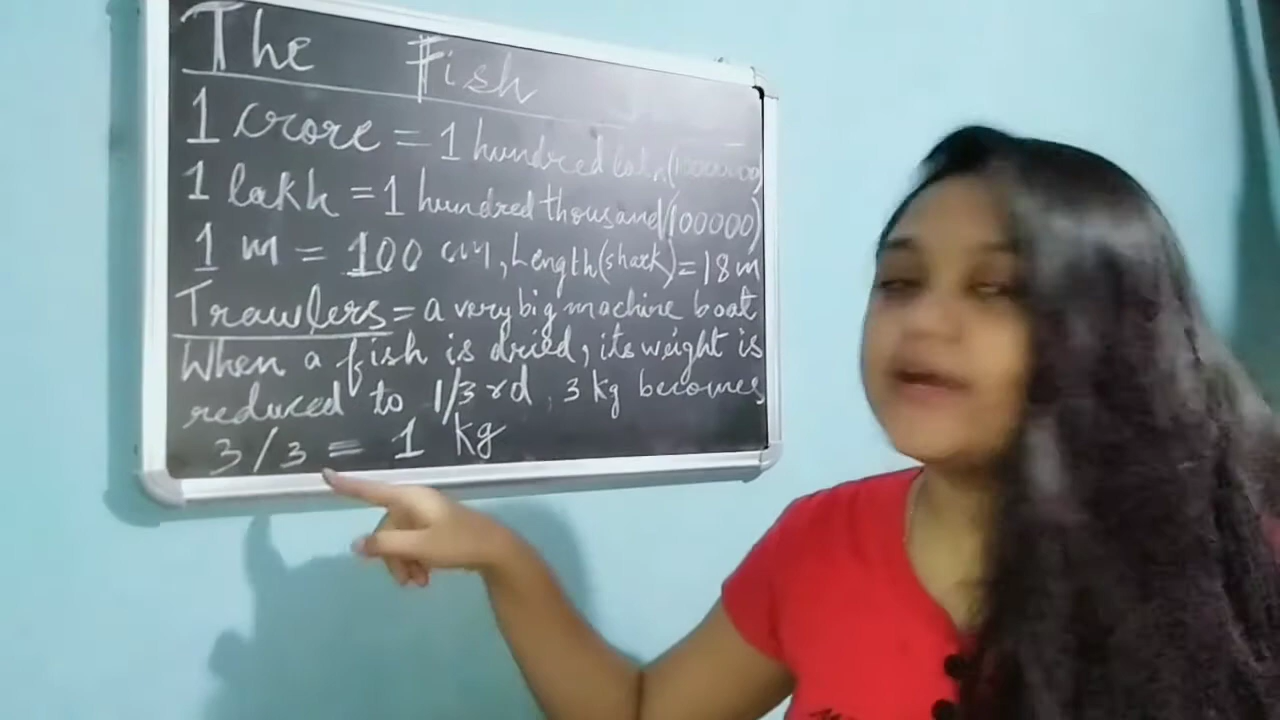 The Fish
1 crore = 1 hundred lakh (10000000)
1 lakh = 1 hundred thousand (100000)
1 m = 100 cm, Length (shark) = 18 m
Trawlers = a very big machine boat
When a fish is dried, its weight is
reduced to 1/3 rd, 3 kg becomes
3/3 = 1 kg